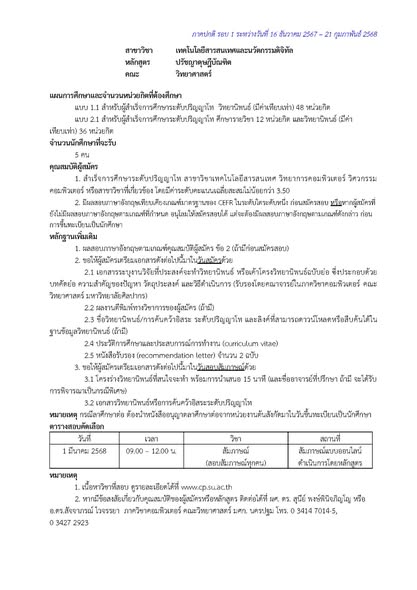 ภาคปกติ รอบ 1 ระหว่างวันที่ 16 ธันวาคม 2567 – 21 กุมภาพันธ์ 2568
สาขาวิชา เทคโนโลยีสารสนเทศและนวัตกรรมดิจิทัล
หลักสูตร ปรัชญาดุษฎีบัณฑิต
คณะ วิทยาศาสตร์
แผนการศึกษาและจำนวนหน่วยกิตที่ต้องศึกษา
แบบ 1.1 สำหรับผู้สำเร็จการศึกษาระดับปริญญาโท วิทยานิพนธ์ (มีค่าเทียบเท่า) 48 หน่วยกิต
แบบ 2.1 สำหรับผู้สำเร็จการศึกษาระดับปริญญาโท ศึกษารายวิชา 12 หน่วยกิต และวิทยานิพนธ์ (มีค่า
เทียบเท่า) 36 หน่วยกิต
จำนวนนักศึกษาที่จะรับ
5 คน
คุณสมบัติผู้สมัคร
1. สำเร็จการศึกษาระดับปริญญาโท สาขาวิชาเทคโนโลยีสารสนเทศ วิทยาการคอมพิวเตอร์ วิศวกรรม
คอมพิวเตอร์ หรือสาขาวิชาที่เกี่ยวข้อง โดยมีค่าระดับคะแนนเฉลี่ยสะสมไม่น้อยกว่า 3.50
2. มีผลสอบภาษาอังกฤษเทียบเคียงเกณฑ์มาตรฐานของ CEFR ในระดับใดระดับหนึ่ง ก่อนสมัครสอบ หรือหากผู้สมัครที่
ยังไม่มีผลสอบภาษาอังกฤษตามเกณฑ์ที่กำหนด อนุโลมให้สมัครสอบได้ แต่จะต้องมีผลสอบภาษาอังกฤษตามเกณฑ์ดังกล่าว ก่อน
การขึ้นทะเบียนเป็นนักศึกษา
หลักฐานเพิ่มเติม
1. ผลสอบภาษาอังกฤษตามเกณฑ์คุณสมบัติผู้สมัคร ข้อ 2 (ถ้ามีก่อนสมัครสอบ)
2. ขอให้ผู้สมัครเตรียมเอกสารดังต่อไปนี้มาในวันสมัครด้วย
2.1 เอกสารระบุงานวิจัยที่ประสงค์จะทำวิทยานิพนธ์ หรือเค้าโครงวิทยานิพนธ์ฉบับย่อ ซึ่งประกอบด้วย
บทคัดย่อ ความสำคัญของปัญหา วัตถุประสงค์ และวิธีดำเนินการ (รับรองโดยคณาจารย์ในภาควิชาคอมพิวเตอร์ คณะ
วิทยาศาสตร์ มหาวิทยาลัยศิลปากร)
2.2 ผลงานตีพิมพ์ทางวิชาการของผู้สมัคร (ถ้ามี)
2.3 ชื่อวิทยานิพนธ์/การค้นคว้าอิสระ ระดับปริญญาโท และลิงค์ที่สามารถดาวน์โหลดหรือสืบค้นได้ใน
ฐานข้อมูลวิทยานิพนธ์ (ถ้ามี)
2.4 ประวัติการศึกษาและประสบการณ์การทำงาน (curriculum vitae)
2.5 หนังสือรับรอง (recommendation letter) จำนวน 2 ฉบับ
3. ขอให้ผู้สมัครเตรียมเอกสารดังต่อไปนี้มาในวันสอบสัมภาษณ์ด้วย
3.1 โครงร่างวิทยานิพนธ์ที่สนใจจะทำ พร้อมการนำเสนอ 15 นาที (และชื่ออาจารย์ที่ปรึกษา ถ้ามี จะได้รับ
การพิจารณาเป็นกรณีพิเศษ)
3.2 เอกสารวิทยานิพนธ์หรือการค้นคว้าอิสระระดับปริญญาโท
หมายเหตุ กรณีลาศึกษาต่อ ต้องนำหนังสืออนุญาตลาศึกษาต่อจากหน่วยงานต้นสังกัดมาในวันขึ้นทะเบียนเป็นนักศึกษา
ตารางสอบคัดเลือก
วันที่ เวลา วิชา สถานที่
1 มีนาคม 2568 09.00 – 12.00 น. สัมภาษณ์ สัมภาษณ์แบบออนไลน์
(สอบสัมภาษณ์ทุกคน) ดำเนินการโดยหลักสูตร
หมายเหตุ
1. เนื้อหาวิชาที่สอบ ดูรายละเอียดได้ที่ www.cp.su.ac.th
2. หากมีข้อสงสัยเกี่ยวกับคุณสมบัติของผู้สมัครหรือหลักสูตร ติดต่อได้ที่ ผศ. ดร. สุนีย์ พงษ์พินิจภิญโญ หรือ
อ.ดร.สัจจาภรณ์ ไวจรรยา ภาควิชาคอมพิวเตอร์ คณะวิทยาศาสตร์ มศก. นครปฐม โทร. 0 3414 7014-5,
0 3427 2923